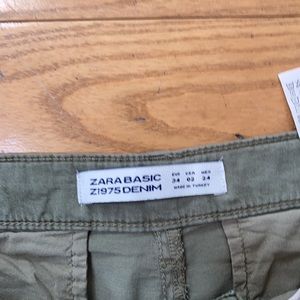 ZARA BASIC
Z1975 DENIM
EUR USA MEX
34 02 24
MADE IN TURKEY